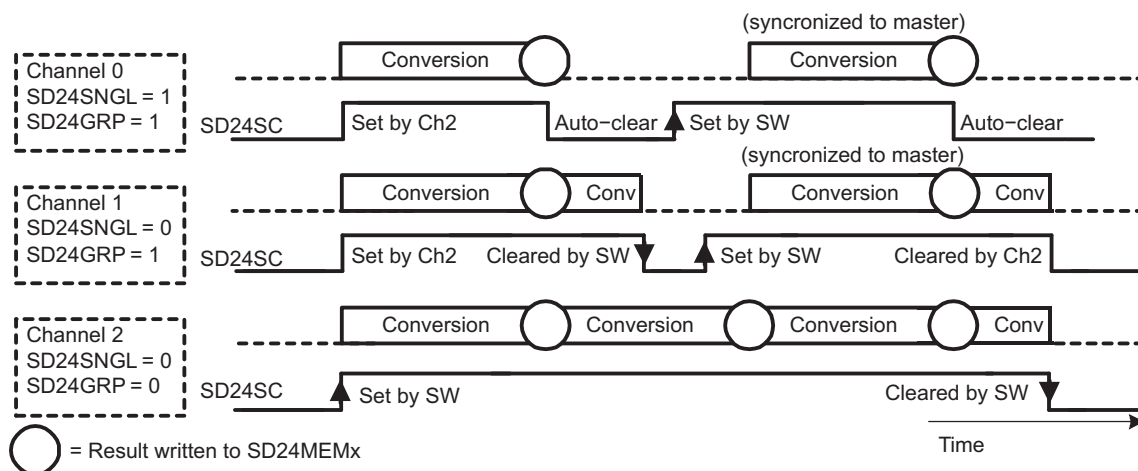 (syncronized to master)
Conversion
Conversion
Channel 0
SD24SNGL = 1
SD24GRP = 1
SD24SC
Set by Ch2
Auto−clear
Set by SW
Auto−clear
(syncronized to master)
Conversion
Conv
Conversion
Conv
Channel 1
SD24SNGL = 0
SD24GRP = 1
SD24SC
Set by Ch2
Cleared by SW
Set by SW
Cleared by Ch2
Conversion
Conversion
Conversion
Conv
Channel 2
SD24SNGL = 0
SD24GRP = 0
SD24SC
Set by SW
Cleared by SW
= Result written to SD24MEMx
Time